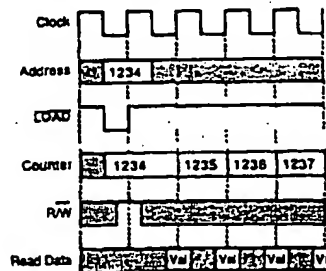 Clock
Address 1234
LOAD
Counter 1234 1235 1236 1237
R/W
Read Data Val Val Val V